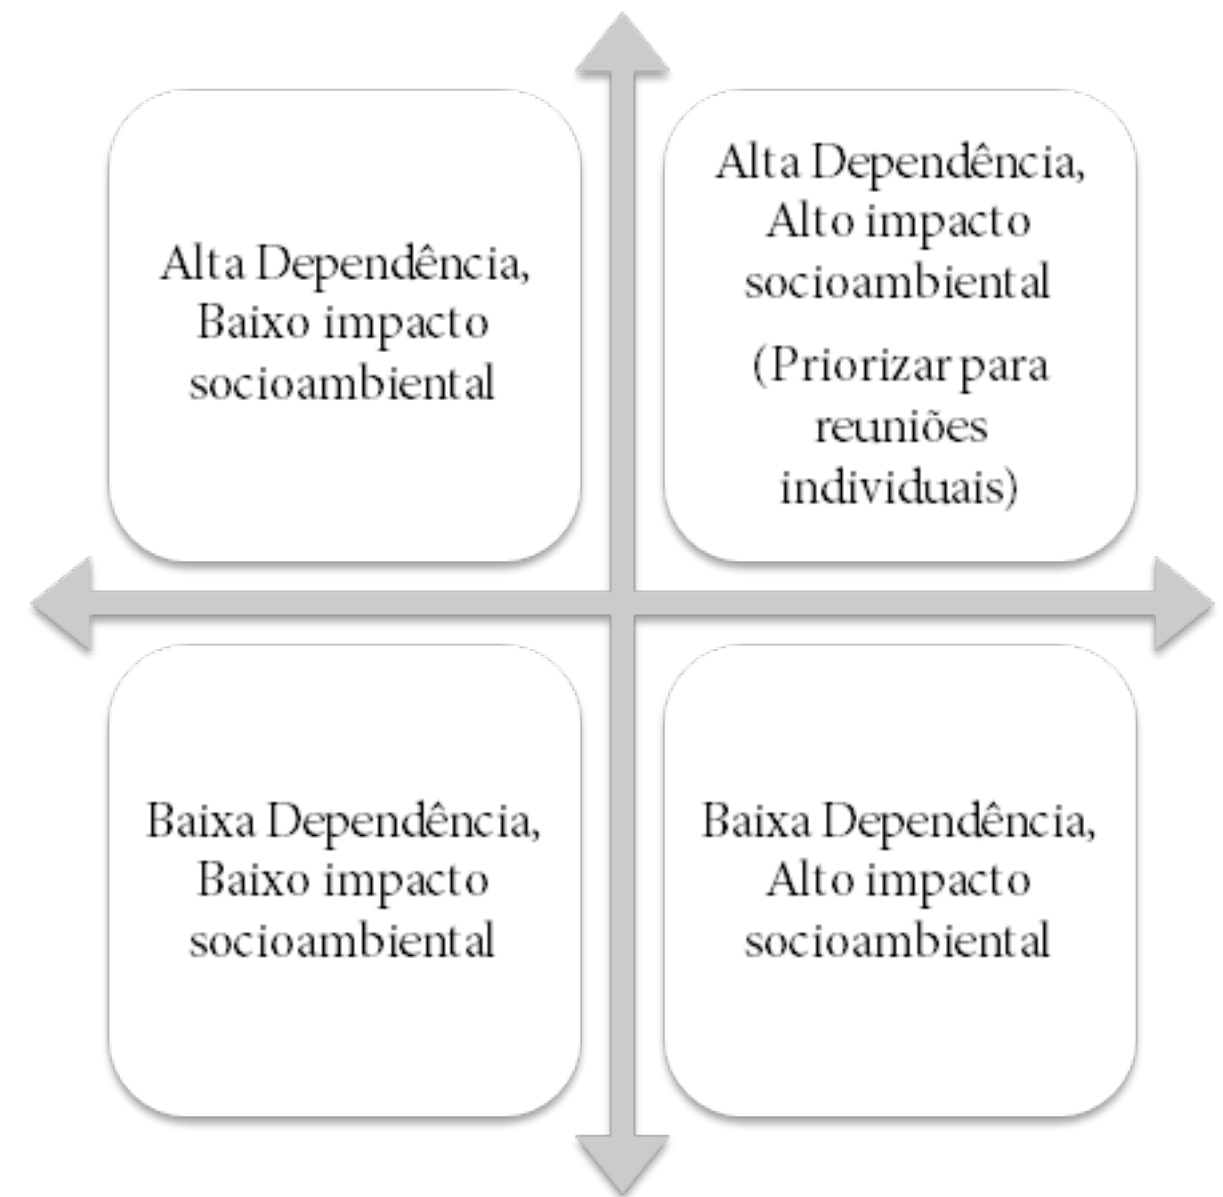 Alta Dependência,
Baixo impacto
socioambiental
Alta Dependência,
Alto impacto
socioambiental
(Priorizar para
reuniões
individuais)
Baixa Dependência,
Baixo impacto
socioambiental
Baixa Dependência,
Alto impacto
socioambiental